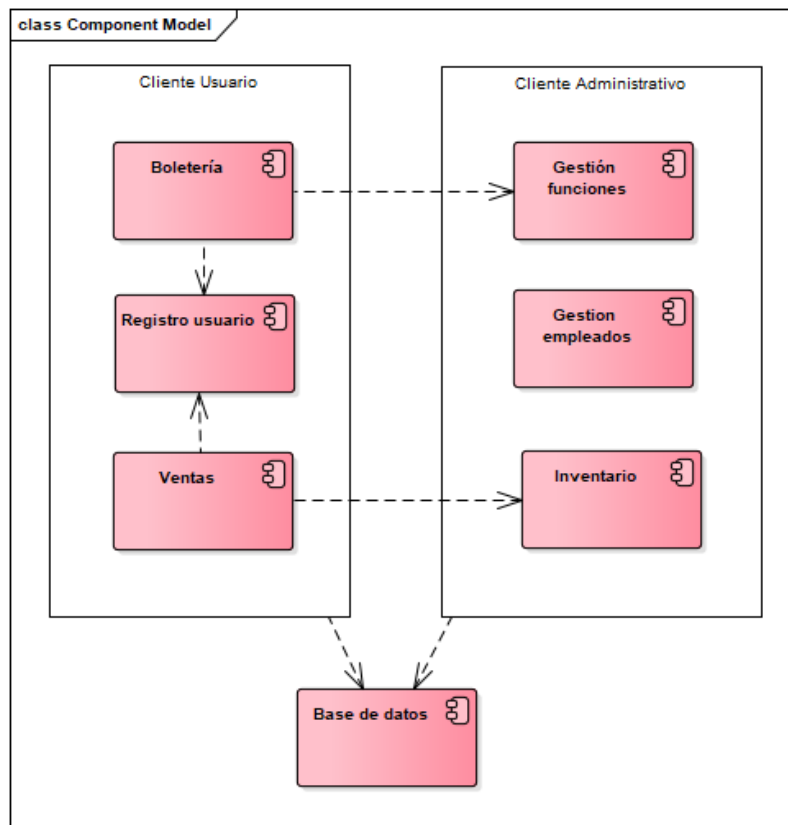 class Component Model
Cliente Usuario
Boletería
Registro usuario
Ventas
Cliente Administrativo
Gestión
funciones
Gestion
empleados
Inventario
Base de datos